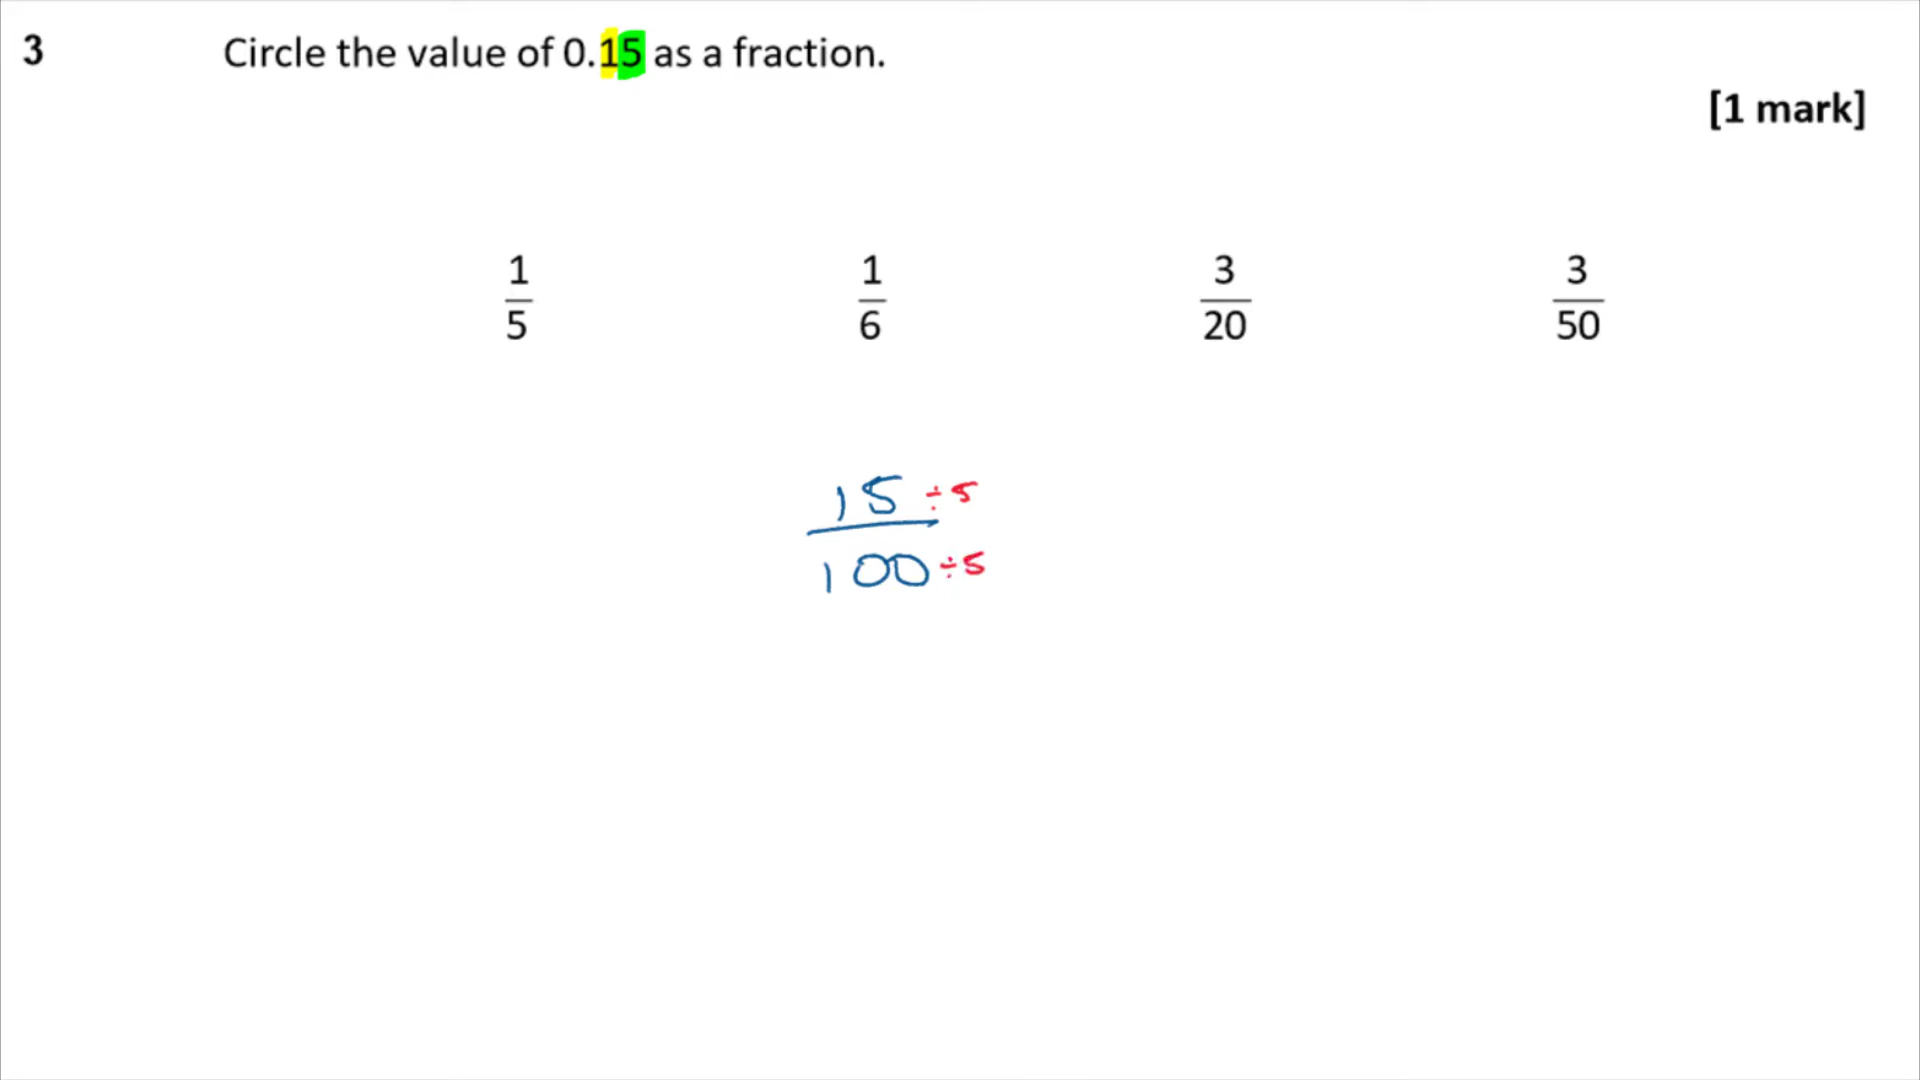 3 Circle the value of 0.15 as a fraction.
[1 mark]
1 1 3 3
5 6 20 50
15 ÷5
100 ÷5